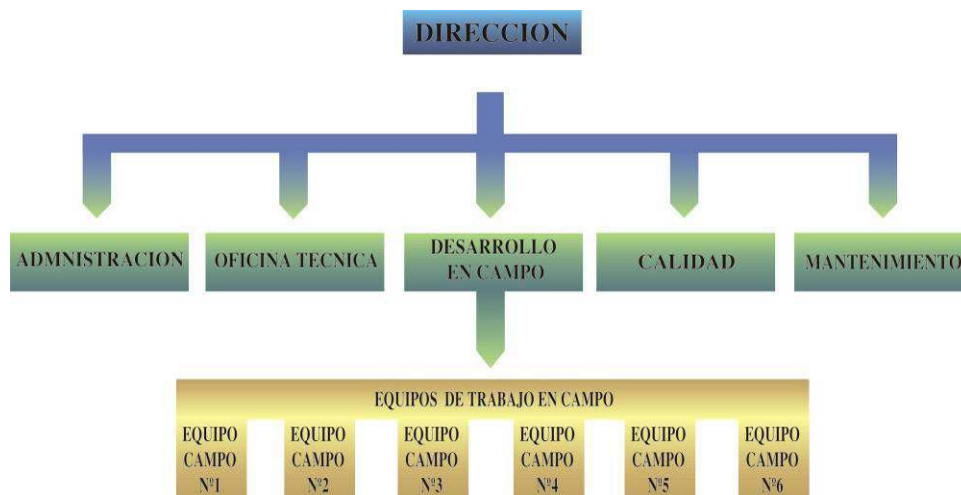 DIRECCION
ADMNISTRACION
OFICINA TECNICA
DESARROLLO
EN CAMPO
CALIDAD
MANTENIMIENTO
EQUIPOS DE TRABAJO EN CAMPO
EQUIPO
CAMPO
Nº1
EQUIPO
CAMPO
Nº2
EQUIPO
CAMPO
Nº3
EQUIPO
CAMPO
Nº4
EQUIPO
CAMPO
Nº5
EQUIPO
CAMPO
Nº6